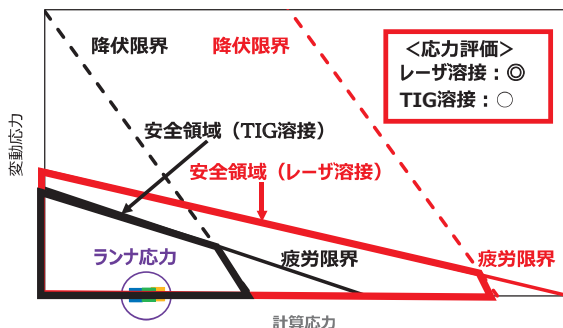 降伏限界
降伏限界
<応力評価>
レーザ溶接：◎
TIG溶接：○
安全領域（TIG溶接）
安全領域（レーザ溶接）
変動応力
ランナ応力
疲労限界
疲労限界
計算応力